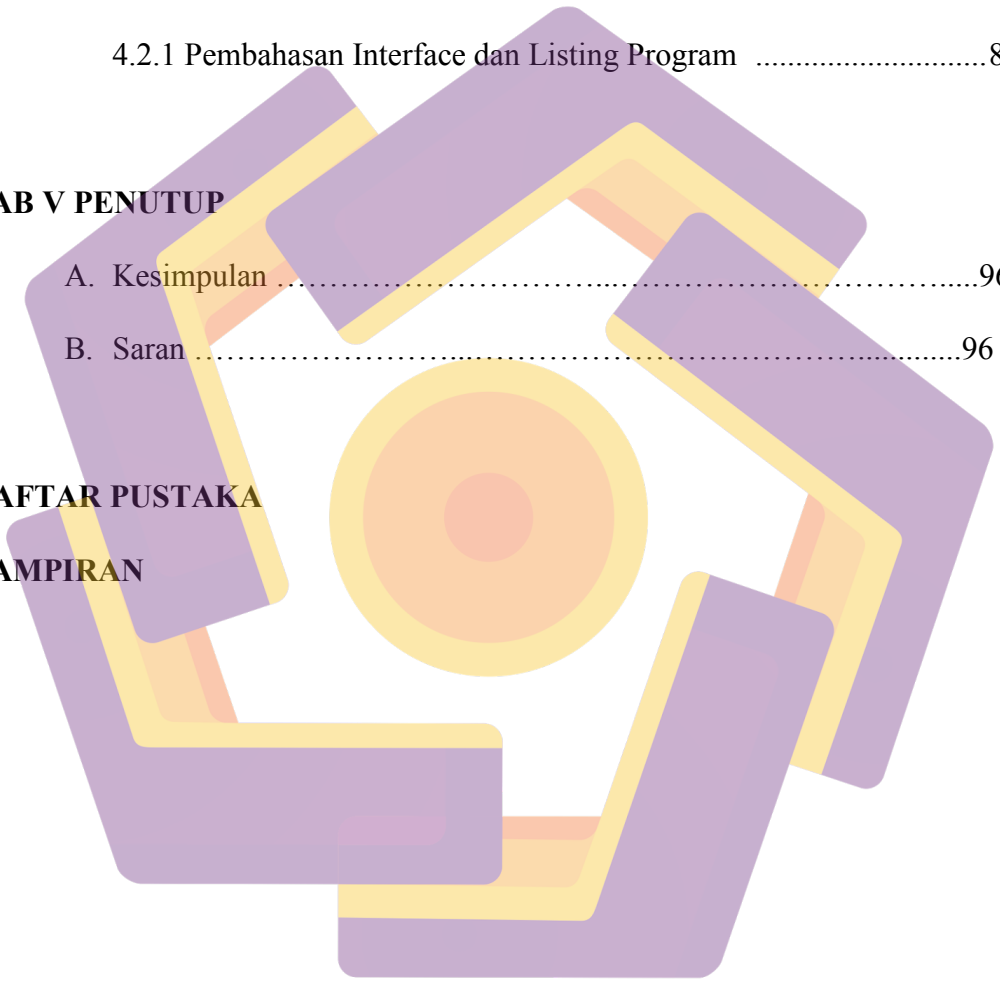 4.2.1 Pembahasan Interface dan Listing Program ............................8
AB V PENUTUP
A. Kesimpulan ………………………………...………………………………….....96
B. Saran ………………………...……………………………………….............96
AFTAR PUSTAKA
AMPIRAN